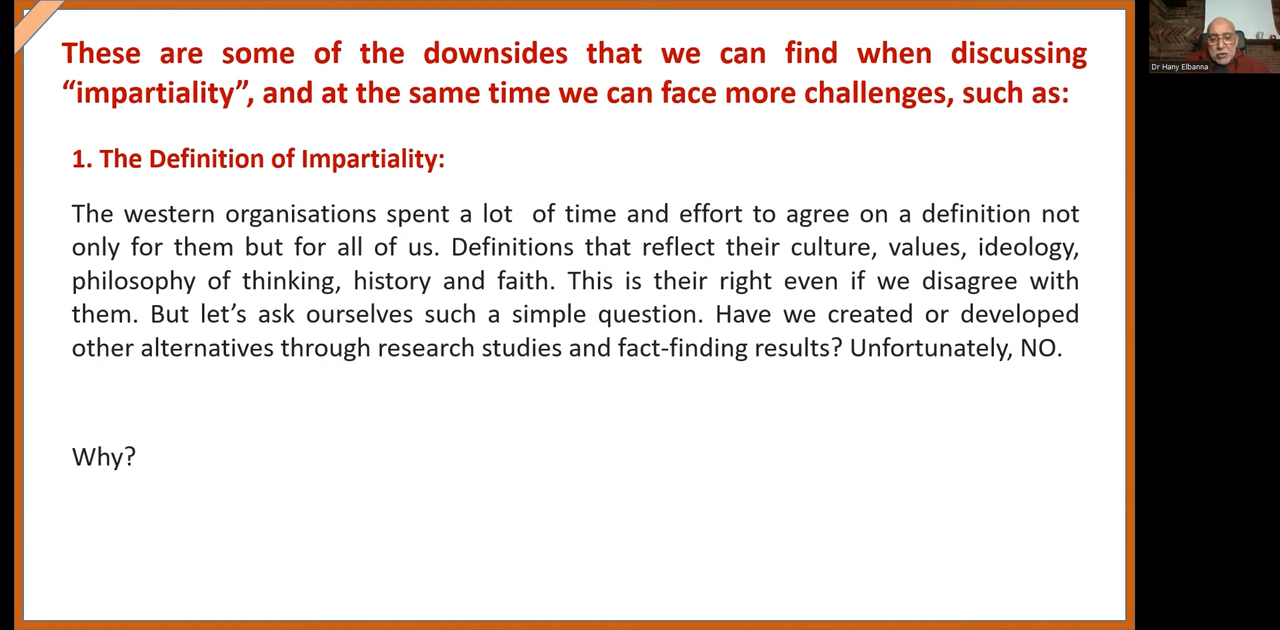 These are some of the downsides that we can find when discussing
“impartiality”, and at the same time we can face more challenges, such as:
1. The Definition of Impartiality:
The western organisations spent a lot of time and effort to agree on a definition not
only for them but for all of us. Definitions that reflect their culture, values, ideology,
philosophy of thinking, history and faith. This is their right even if we disagree with
them. But let’s ask ourselves such a simple question. Have we created or developed
other alternatives through research studies and fact-finding results? Unfortunately, NO.
Why?
Dr Hany Elbanna